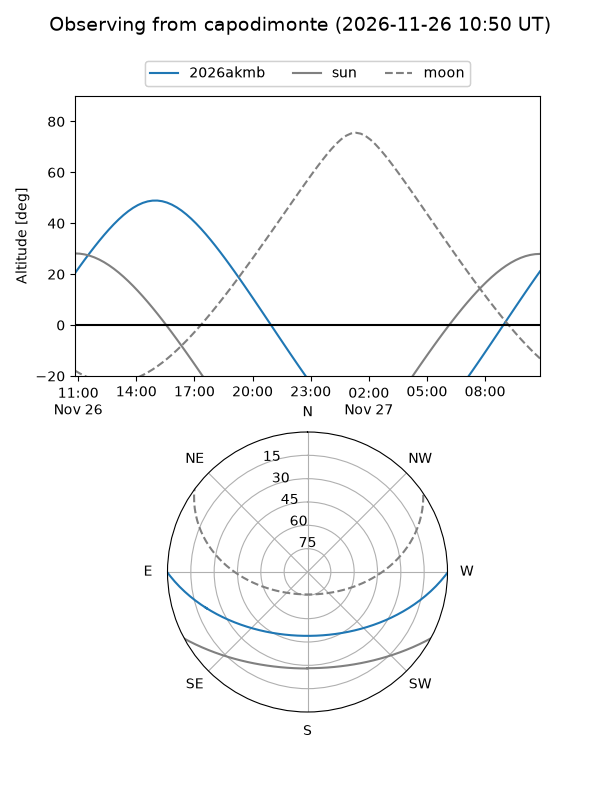 Observing from capodimonte (2026-11-26 10:50 UT)
2026akmb sun moon
Altitude [deg]
80
60
40
20
0
−20
11:00 14:00 17:00 20:00 23:00 02:00 05:00 08:00
Nov 26 Nov 27
N
NE NW
15
30
45
60
75
E W
SE SW
S